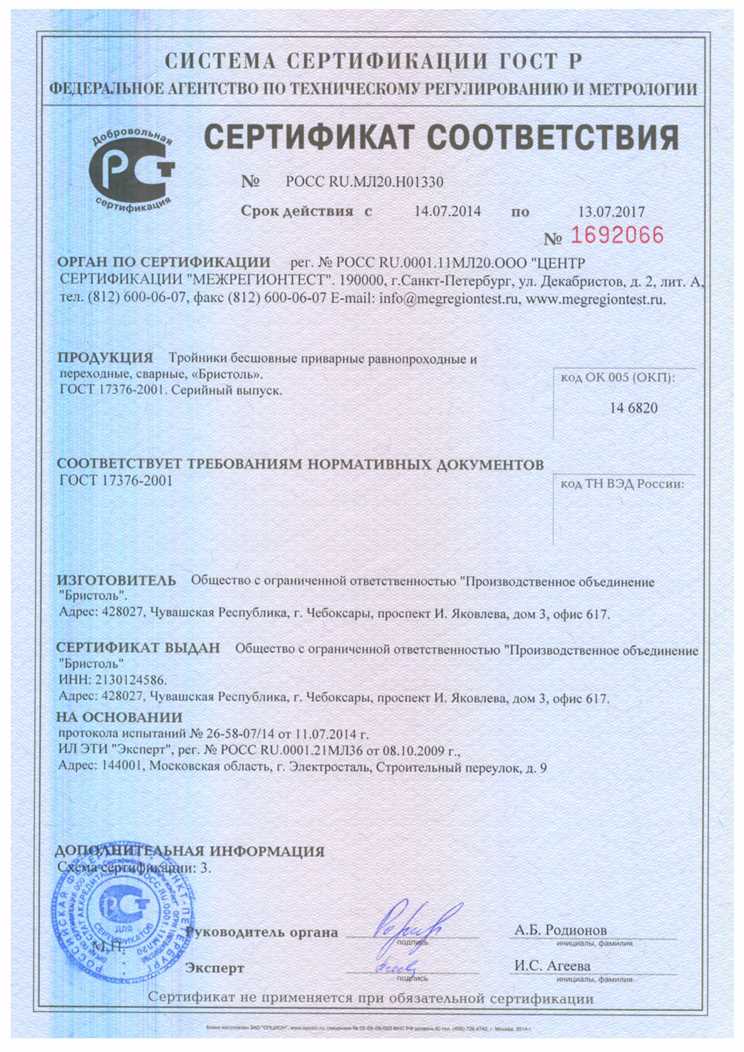 СИСТЕМА СЕРТИФИКАЦИИ ГОСТ Р
ФЕДЕРАЛЬНОЕ АГЕНТСТВО ПО ТЕХНИЧЕСКОМУ РЕГУЛИРОВАНИЮ И МЕТРОЛОГИИ
Добровольная
РСТ
сертификация
СЕРТИФИКАТ СООТВЕТСТВИЯ
№ РОСС RU.МЛ20.Н01330
Срок действия с 14.07.2014 по 13.07.2017
№ 1692066
ОРГАН ПО СЕРТИФИКАЦИИ рег. № РОСС RU.0001.11МЛ20.ООО "ЦЕНТР
СЕРТИФИКАЦИИ "МЕЖРЕГИОНТЕСТ". 190000, г.Санкт-Петербург, ул. Декабристов, д. 2, лит. А,
тел. (812) 600-06-07, факс (812) 600-06-07 E-mail: info@megregiontest.ru, www.megregiontest.ru.
ПРОДУКЦИЯ Тройники бесшовные приварные равнопроходные и
переходные, сварные, «Бристоль».
ГОСТ 17376-2001. Серийный выпуск.
код ОК 005 (ОКП):
14 6820
СООТВЕТСТВУЕТ ТРЕБОВАНИЯМ НОРМАТИВНЫХ ДОКУМЕНТОВ
ГОСТ 17376-2001
код ТН ВЭД России:
ИЗГОТОВИТЕЛЬ Общество с ограниченной ответственностью "Производственное объединение
"Бристоль".
Адрес: 428027, Чувашская Республика, г. Чебоксары, проспект И. Яковлева, дом 3, офис 617.
СЕРТИФИКАТ ВЫДАН Общество с ограниченной ответственностью "Производственное объединение
"Бристоль"
ИНН: 2130124586.
Адрес: 428027, Чувашская Республика, г. Чебоксары, проспект И. Яковлева, дом 3, офис 617.
НА ОСНОВАНИИ
протокола испытаний № 26-58-07/14 от 11.07.2014 г.
ИЛ ЭТИ "Эксперт", рег. № РОСС RU.0001.21МЛ36 от 08.10.2009 г.,
Адрес: 144001, Московская область, г. Электросталь, Строительный переулок, д. 9
ДОПОЛНИТЕЛЬНАЯ ИНФОРМАЦИЯ
Схема сертификации: 3.
М.П.
Руководитель органа
подпись
А.Б. Родионов
инициалы, фамилия
Эксперт
подпись
И.С. Агеева
инициалы, фамилия
Сертификат не применяется при обязательной сертификации